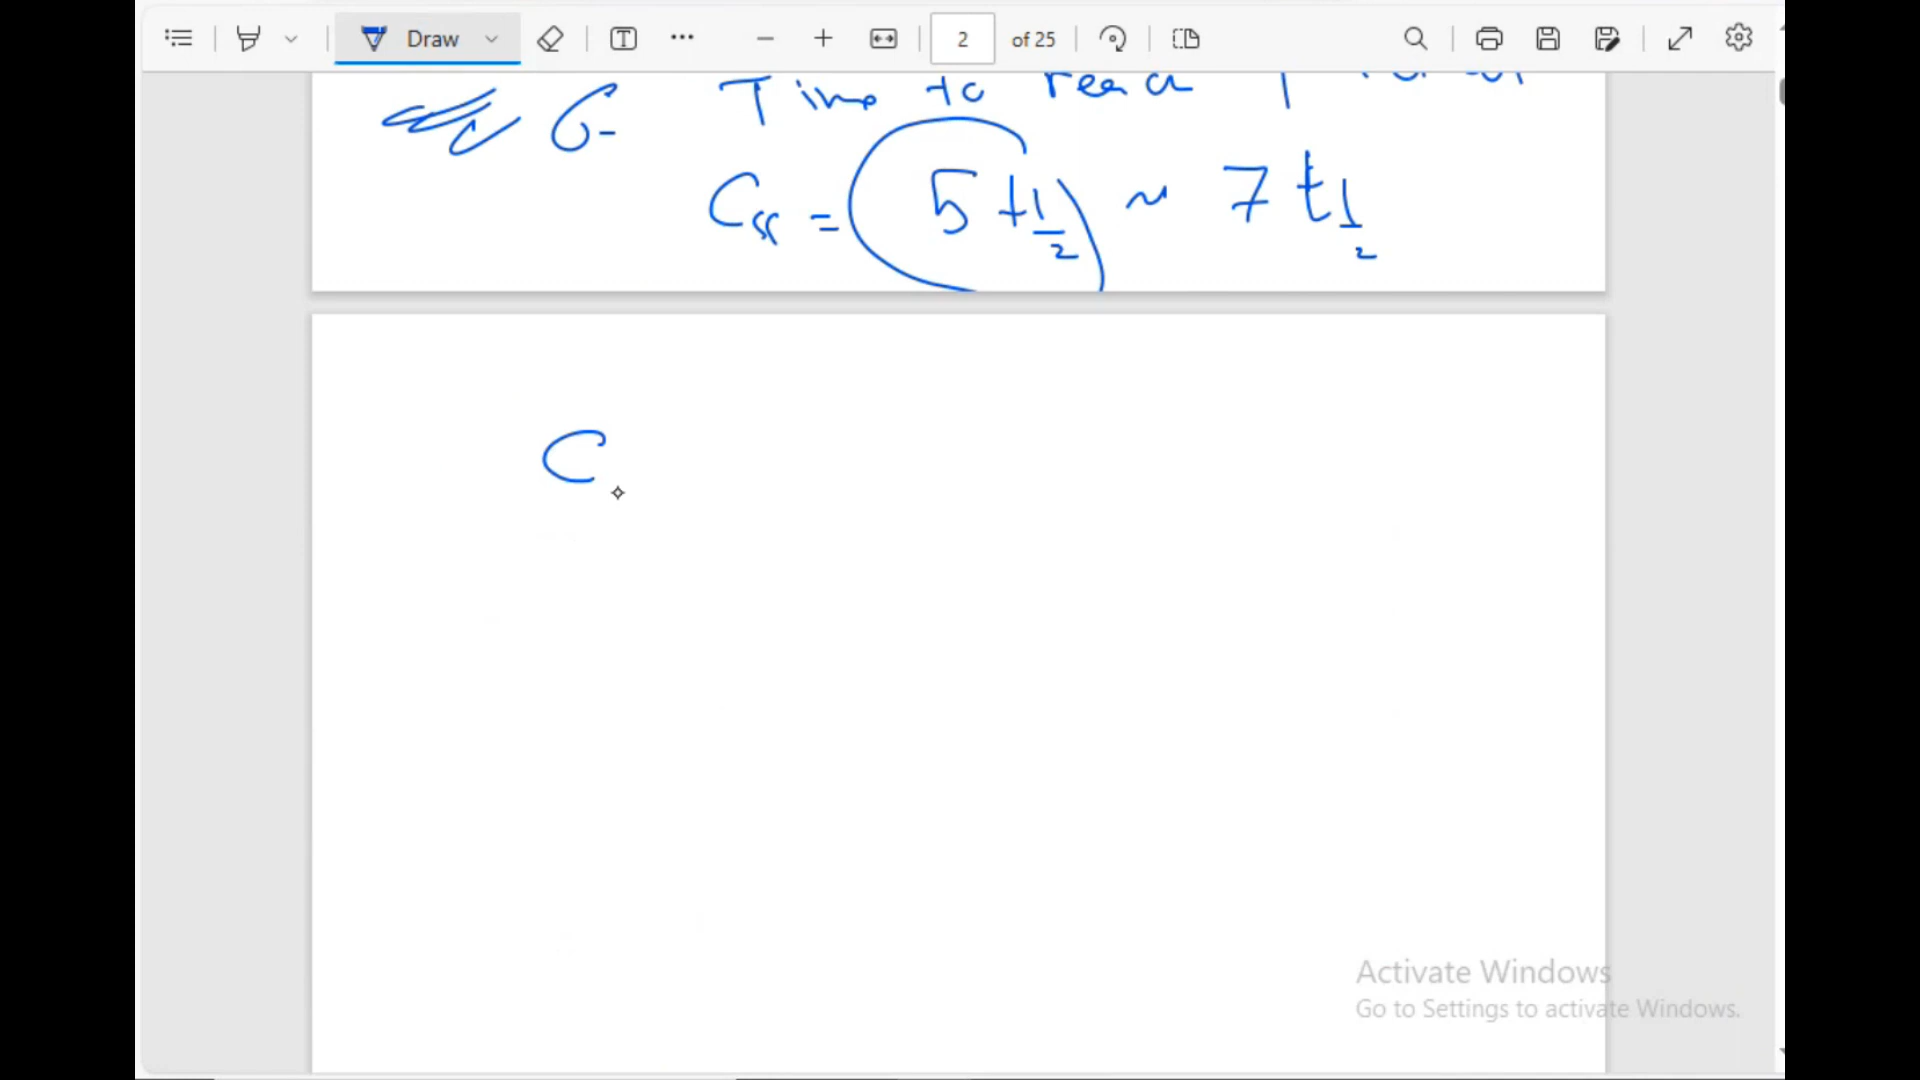 Draw
2 of 25
6- Time to reach
Css = 5 t1/2 ~ 7 t1/2
C
Activate Windows
Go to Settings to activate Windows.